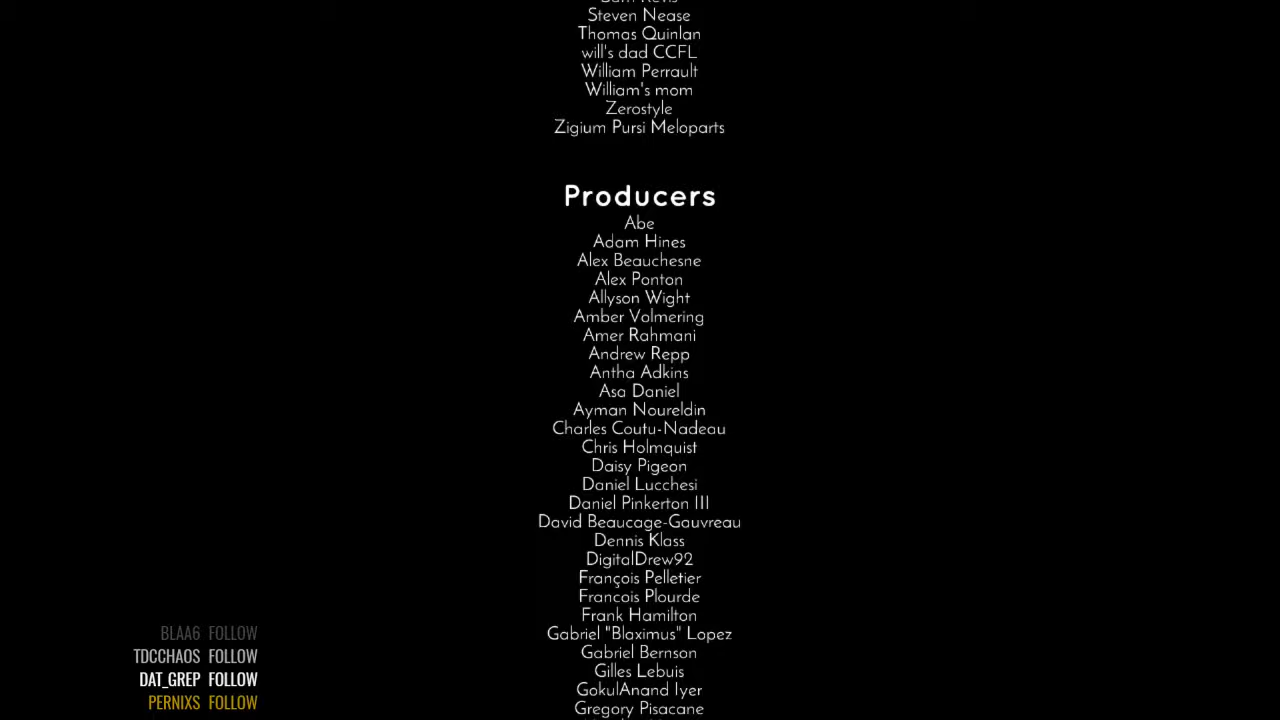 Steven Nease
Thomas Quinlan
will's dad CCFL
William Perrault
William's mom
Zerostyle
Zigium Pursi Meloparts
Producers
Abe
Adam Hines
Alex Beauchesne
Alex Ponton
Allyson Wight
Amber Volmering
Amer Rahmani
Andrew Repp
Antha Adkins
Asa Daniel
Ayman Noureldin
Charles Coutu-Nadeau
Chris Holmquist
Daisy Pigeon
Daniel Lucchesi
Daniel Pinkerton III
David Beaucage-Gauvreau
Dennis Klass
DigitalDrew92
François Pelletier
Francois Plourde
Frank Hamilton
Gabriel "Blaximus" Lopez
Gabriel Bernson
Gilles Lebuis
GokulAnand Iyer
Gregory Pisacane
BLAA6 FOLLOW
TDCCHAOS FOLLOW
DAT_GREP FOLLOW
PERNIXS FOLLOW